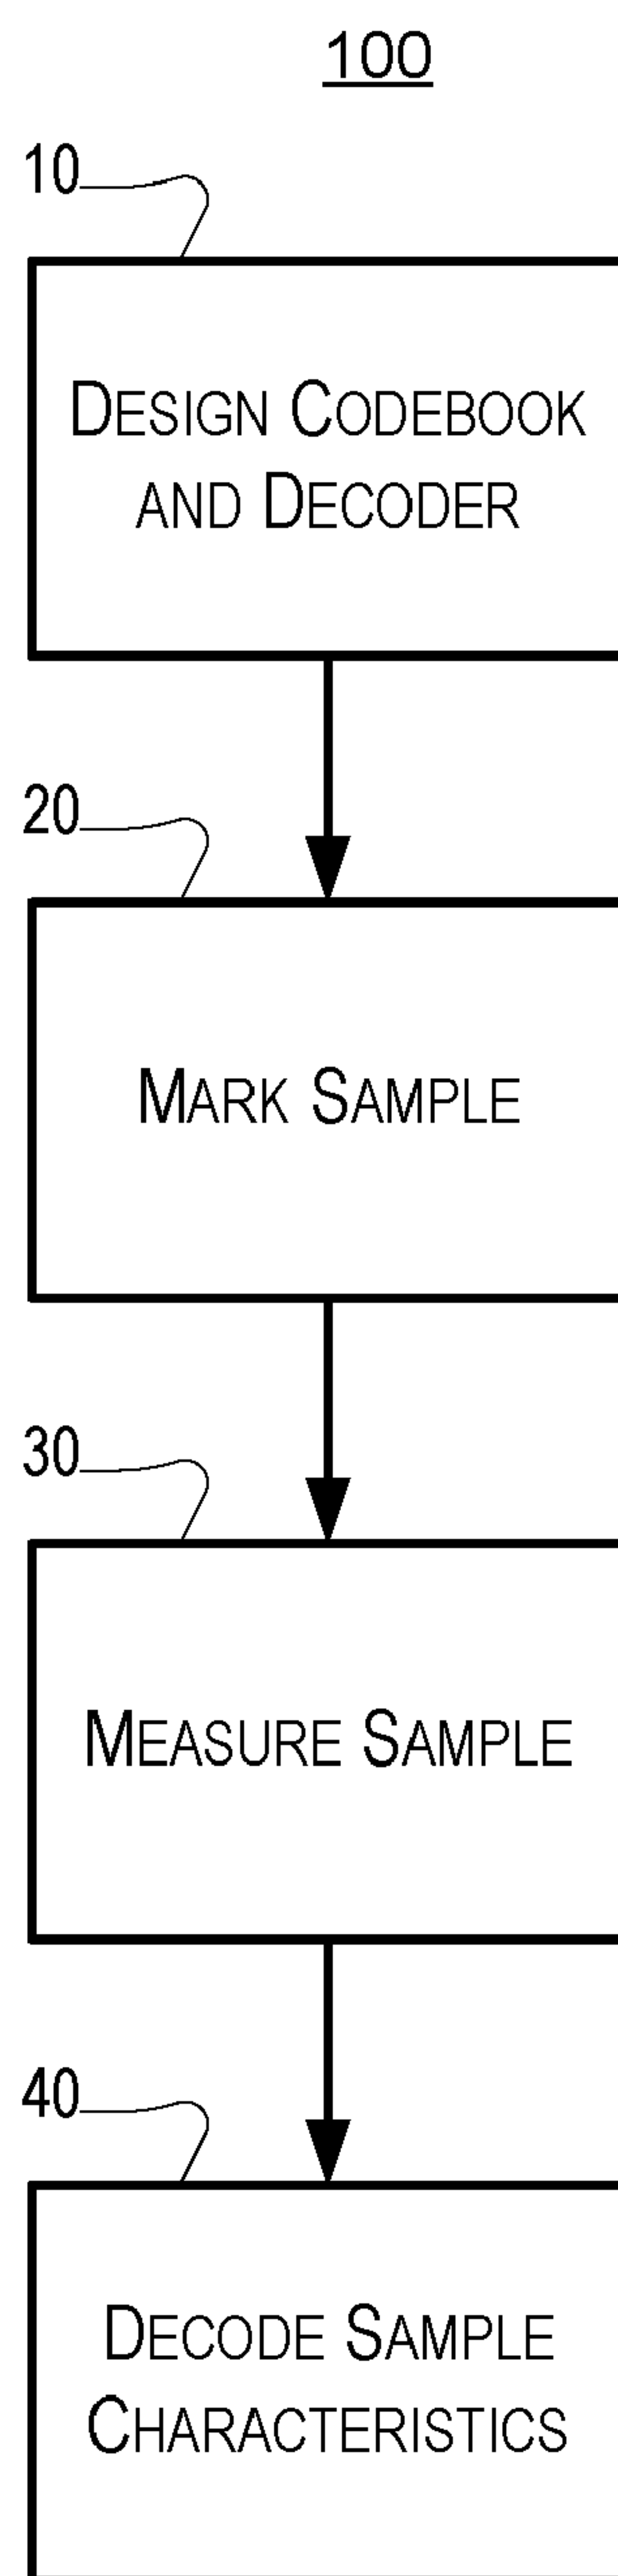 100
10
DESIGN CODEBOOK
AND DECODER
20
MARK SAMPLE
30
MEASURE SAMPLE
40
DECODE SAMPLE
CHARACTERISTICS